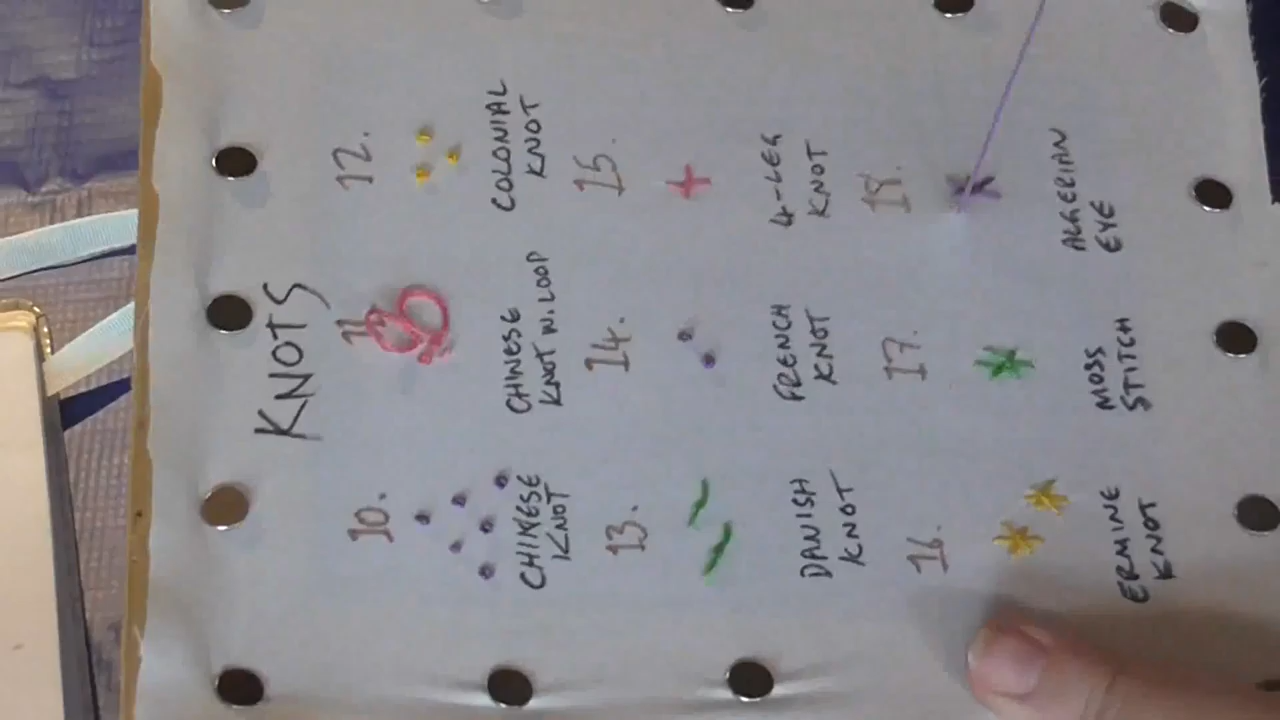 KNOTS
10. 11. 12.
CHINESE
KNOT
CHINESE
KNOT W. LOOP
COLONIAL
KNOT
13. 14. 15.
DANISH
KNOT
FRENCH
KNOT
4-LEG
KNOT
16. 17. 18.
ERMINE
KNOT
MOSS
STITCH
ALGERIAN
EYE